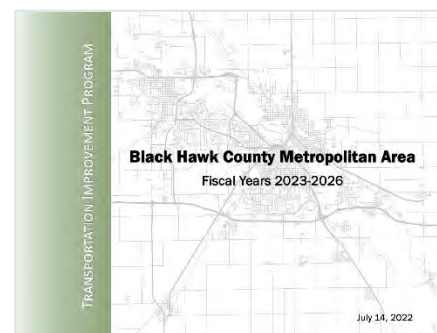 TRANSPORTATION IMPROVEMENT PROGRAM
Black Hawk County Metropolitan Area
Fiscal Years 2023-2026
July 14, 2022